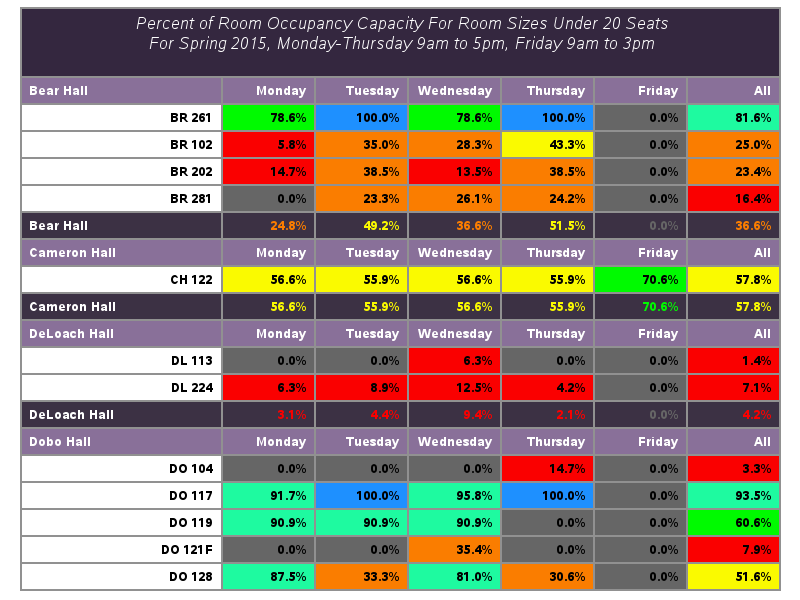 Percent of Room Occupancy Capacity For Room Sizes Under 20 Seats
For Spring 2015, Monday-Thursday 9am to 5pm, Friday 9am to 3pm
Bear Hall Monday Tuesday Wednesday Thursday Friday All
BR 261 78.6% 100.0% 78.6% 100.0% 0.0% 81.6%
BR 102 5.8% 35.0% 28.3% 43.3% 0.0% 25.0%
BR 202 14.7% 38.5% 13.5% 38.5% 0.0% 23.4%
BR 281 0.0% 23.3% 26.1% 24.2% 0.0% 16.4%
Bear Hall 24.8% 49.2% 36.6% 51.5% 0.0% 36.6%
Cameron Hall Monday Tuesday Wednesday Thursday Friday All
CH 122 56.6% 55.9% 56.6% 55.9% 70.6% 57.8%
Cameron Hall 56.6% 55.9% 56.6% 55.9% 70.6% 57.8%
DeLoach Hall Monday Tuesday Wednesday Thursday Friday All
DL 113 0.0% 0.0% 6.3% 0.0% 0.0% 1.4%
DL 224 6.3% 8.9% 12.5% 4.2% 0.0% 7.1%
DeLoach Hall 3.1% 4.4% 9.4% 2.1% 0.0% 4.2%
Dobo Hall Monday Tuesday Wednesday Thursday Friday All
DO 104 0.0% 0.0% 0.0% 14.7% 0.0% 3.3%
DO 117 91.7% 100.0% 95.8% 100.0% 0.0% 93.5%
DO 119 90.9% 90.9% 90.9% 0.0% 0.0% 60.6%
DO 121F 0.0% 0.0% 35.4% 0.0% 0.0% 7.9%
DO 128 87.5% 33.3% 81.0% 30.6% 0.0% 51.6%